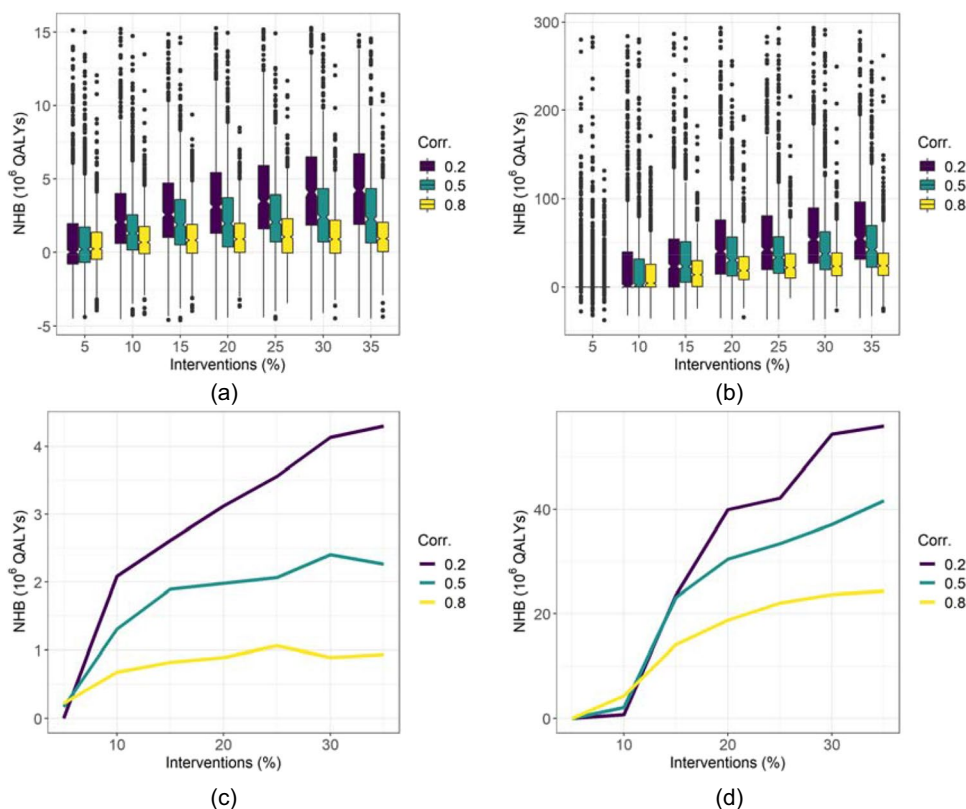 15
10
5
0
-5
NHB (10⁶ QALYs)
5 10 15 20 25 30 35
Interventions (%)
Corr.
0.2
0.5
0.8
(a)
300
200
100
0
NHB (10⁶ QALYs)
5 10 15 20 25 30 35
Interventions (%)
Corr.
0.2
0.5
0.8
(b)
4
3
2
1
0
NHB (10⁶ QALYs)
10 20 30
Interventions (%)
Corr.
0.2
0.5
0.8
(c)
40
20
0
NHB (10⁶ QALYs)
10 20 30
Interventions (%)
Corr.
0.2
0.5
0.8
(d)